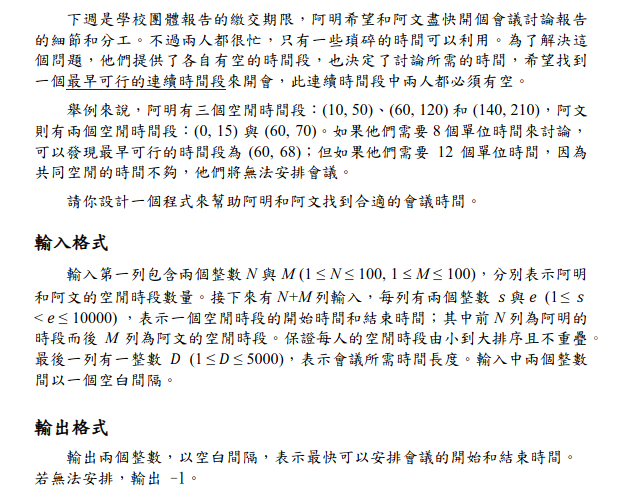 下週是學校團體報告的繳交期限，阿明希望和阿文盡快開個會議討論報告
的細節和分工。不過兩人都很忙，只有一些瑣碎的時間可以利用。為了解決這
個問題，他們提供了各自有空的時間段，也決定了討論所需的時間，希望找到
一個最早可行的連續時間段來開會，此連續時間段中兩人都必須有空。
舉例來說，阿明有三個空閒時間段：(10, 50)、(60, 120) 和 (140, 210)，阿文
則有兩個空閒時間段：(0, 15) 與 (60, 70)。如果他們需要 8 個單位時間來討論，
可以發現最早可行的時間段為 (60, 68)；但如果他們需要 12 個單位時間，因為
共同空閒的時間不夠，他們將無法安排會議。
請你設計一個程式來幫助阿明和阿文找到合適的會議時間。
輸入格式
輸入第一列包含兩個整數 N 與 M (1 ≤ N ≤ 100, 1 ≤ M ≤ 100)，分別表示阿明
和阿文的空閒時段數量。接下來有 N+M 列輸入，每列有兩個整數 s 與 e (1 ≤ s
< e ≤ 10000) ，表示一個空閒時段的開始時間和結束時間；其中前 N 列為阿明的
時段而後 M 列為阿文的空閒時段。保證每人的空閒時段由小到大排序且不重疊。
最後一列有一整數 D (1 ≤ D ≤ 5000)，表示會議所需時間長度。輸入中兩個整數
間以一個空白間隔。
輸出格式
輸出兩個整數，以空白間隔，表示最快可以安排會議的開始和結束時間。
若無法安排，輸出 -1。